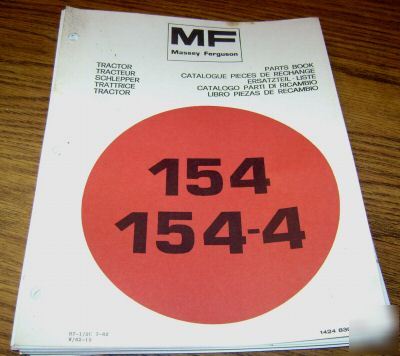 MF
Massey Ferguson
TRACTOR
TRACTEUR
SCHLEPPER
TRATTRICE
TRACTOR
PARTS BOOK
CATALOGUE PIECES DE RECHANGE
ERSATZTEIL-LISTE
CATALOGO PARTI DI RICAMBIO
LIBRO PIEZAS DE RECAMBIO
154
154-4
1424